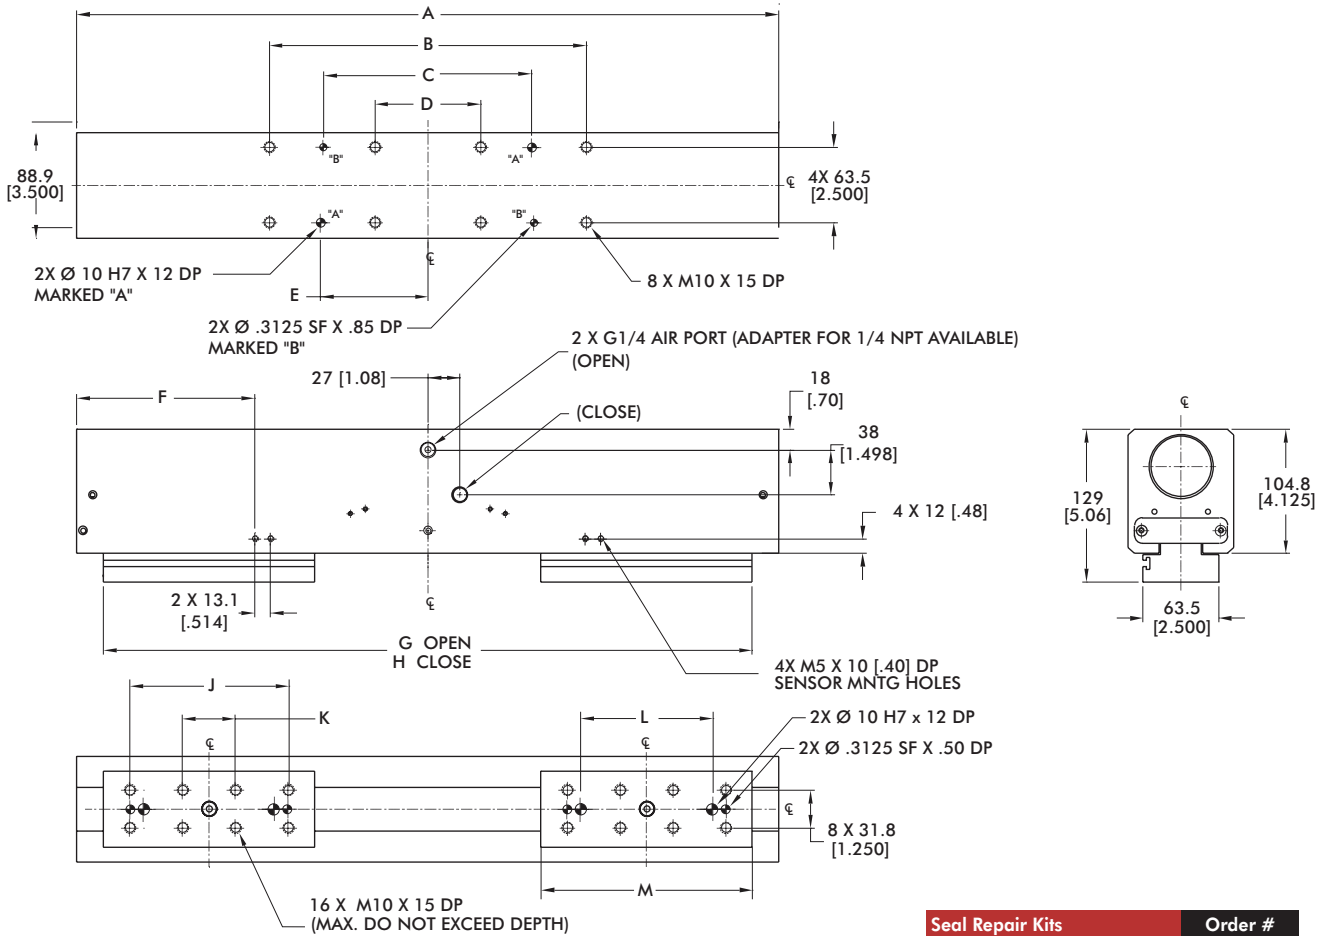 A
B
C
D
"B"
"A"
88.9
[3.500]
℄
4X 63.5
[2.500]
"A"
"B"
℄
2X Ø 10 H7 X 12 DP
MARKED "A"
E
8 X M10 X 15 DP
2X Ø .3125 SF X .85 DP
MARKED "B"
2 X G1/4 AIR PORT (ADAPTER FOR 1/4 NPT AVAILABLE)
(OPEN)
27 [1.08]
18
[.70]
F
(CLOSE)
38
[1.498]
℄
129
[5.06]
104.8
[4.125]
4 X 12 [.48]
2 X 13.1
[.514]
℄
63.5
[2.500]
G OPEN
H CLOSE
4X M5 X 10 [.40] DP
SENSOR MNTG HOLES
J
K
L
2X Ø 10 H7 x 12 DP
2X Ø .3125 SF X .50 DP
℄
℄
℄
8 X 31.8
[1.250]
M
16 X M10 X 15 DP
(MAX. DO NOT EXCEED DEPTH)
Seal Repair Kits
Order #